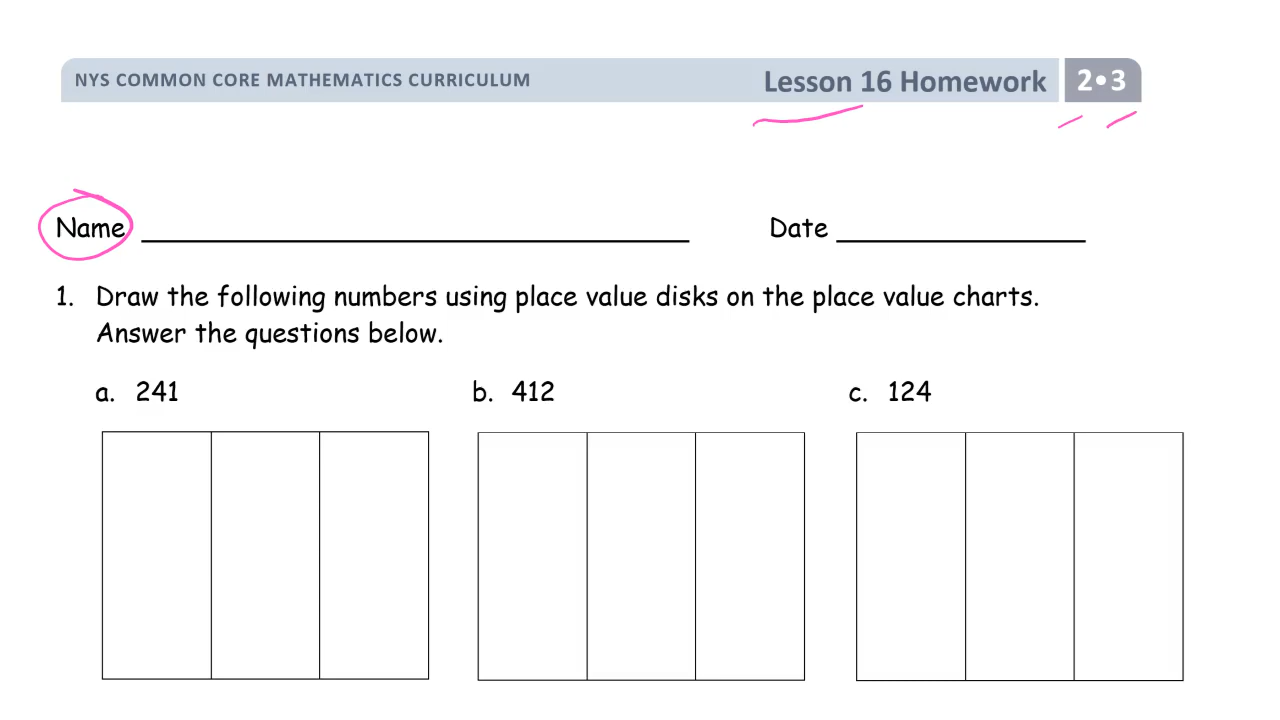 NYS COMMON CORE MATHEMATICS CURRICULUM Lesson 16 Homework 2•3
Name Date
1. Draw the following numbers using place value disks on the place value charts.
Answer the questions below.
a. 241 b. 412 c. 124